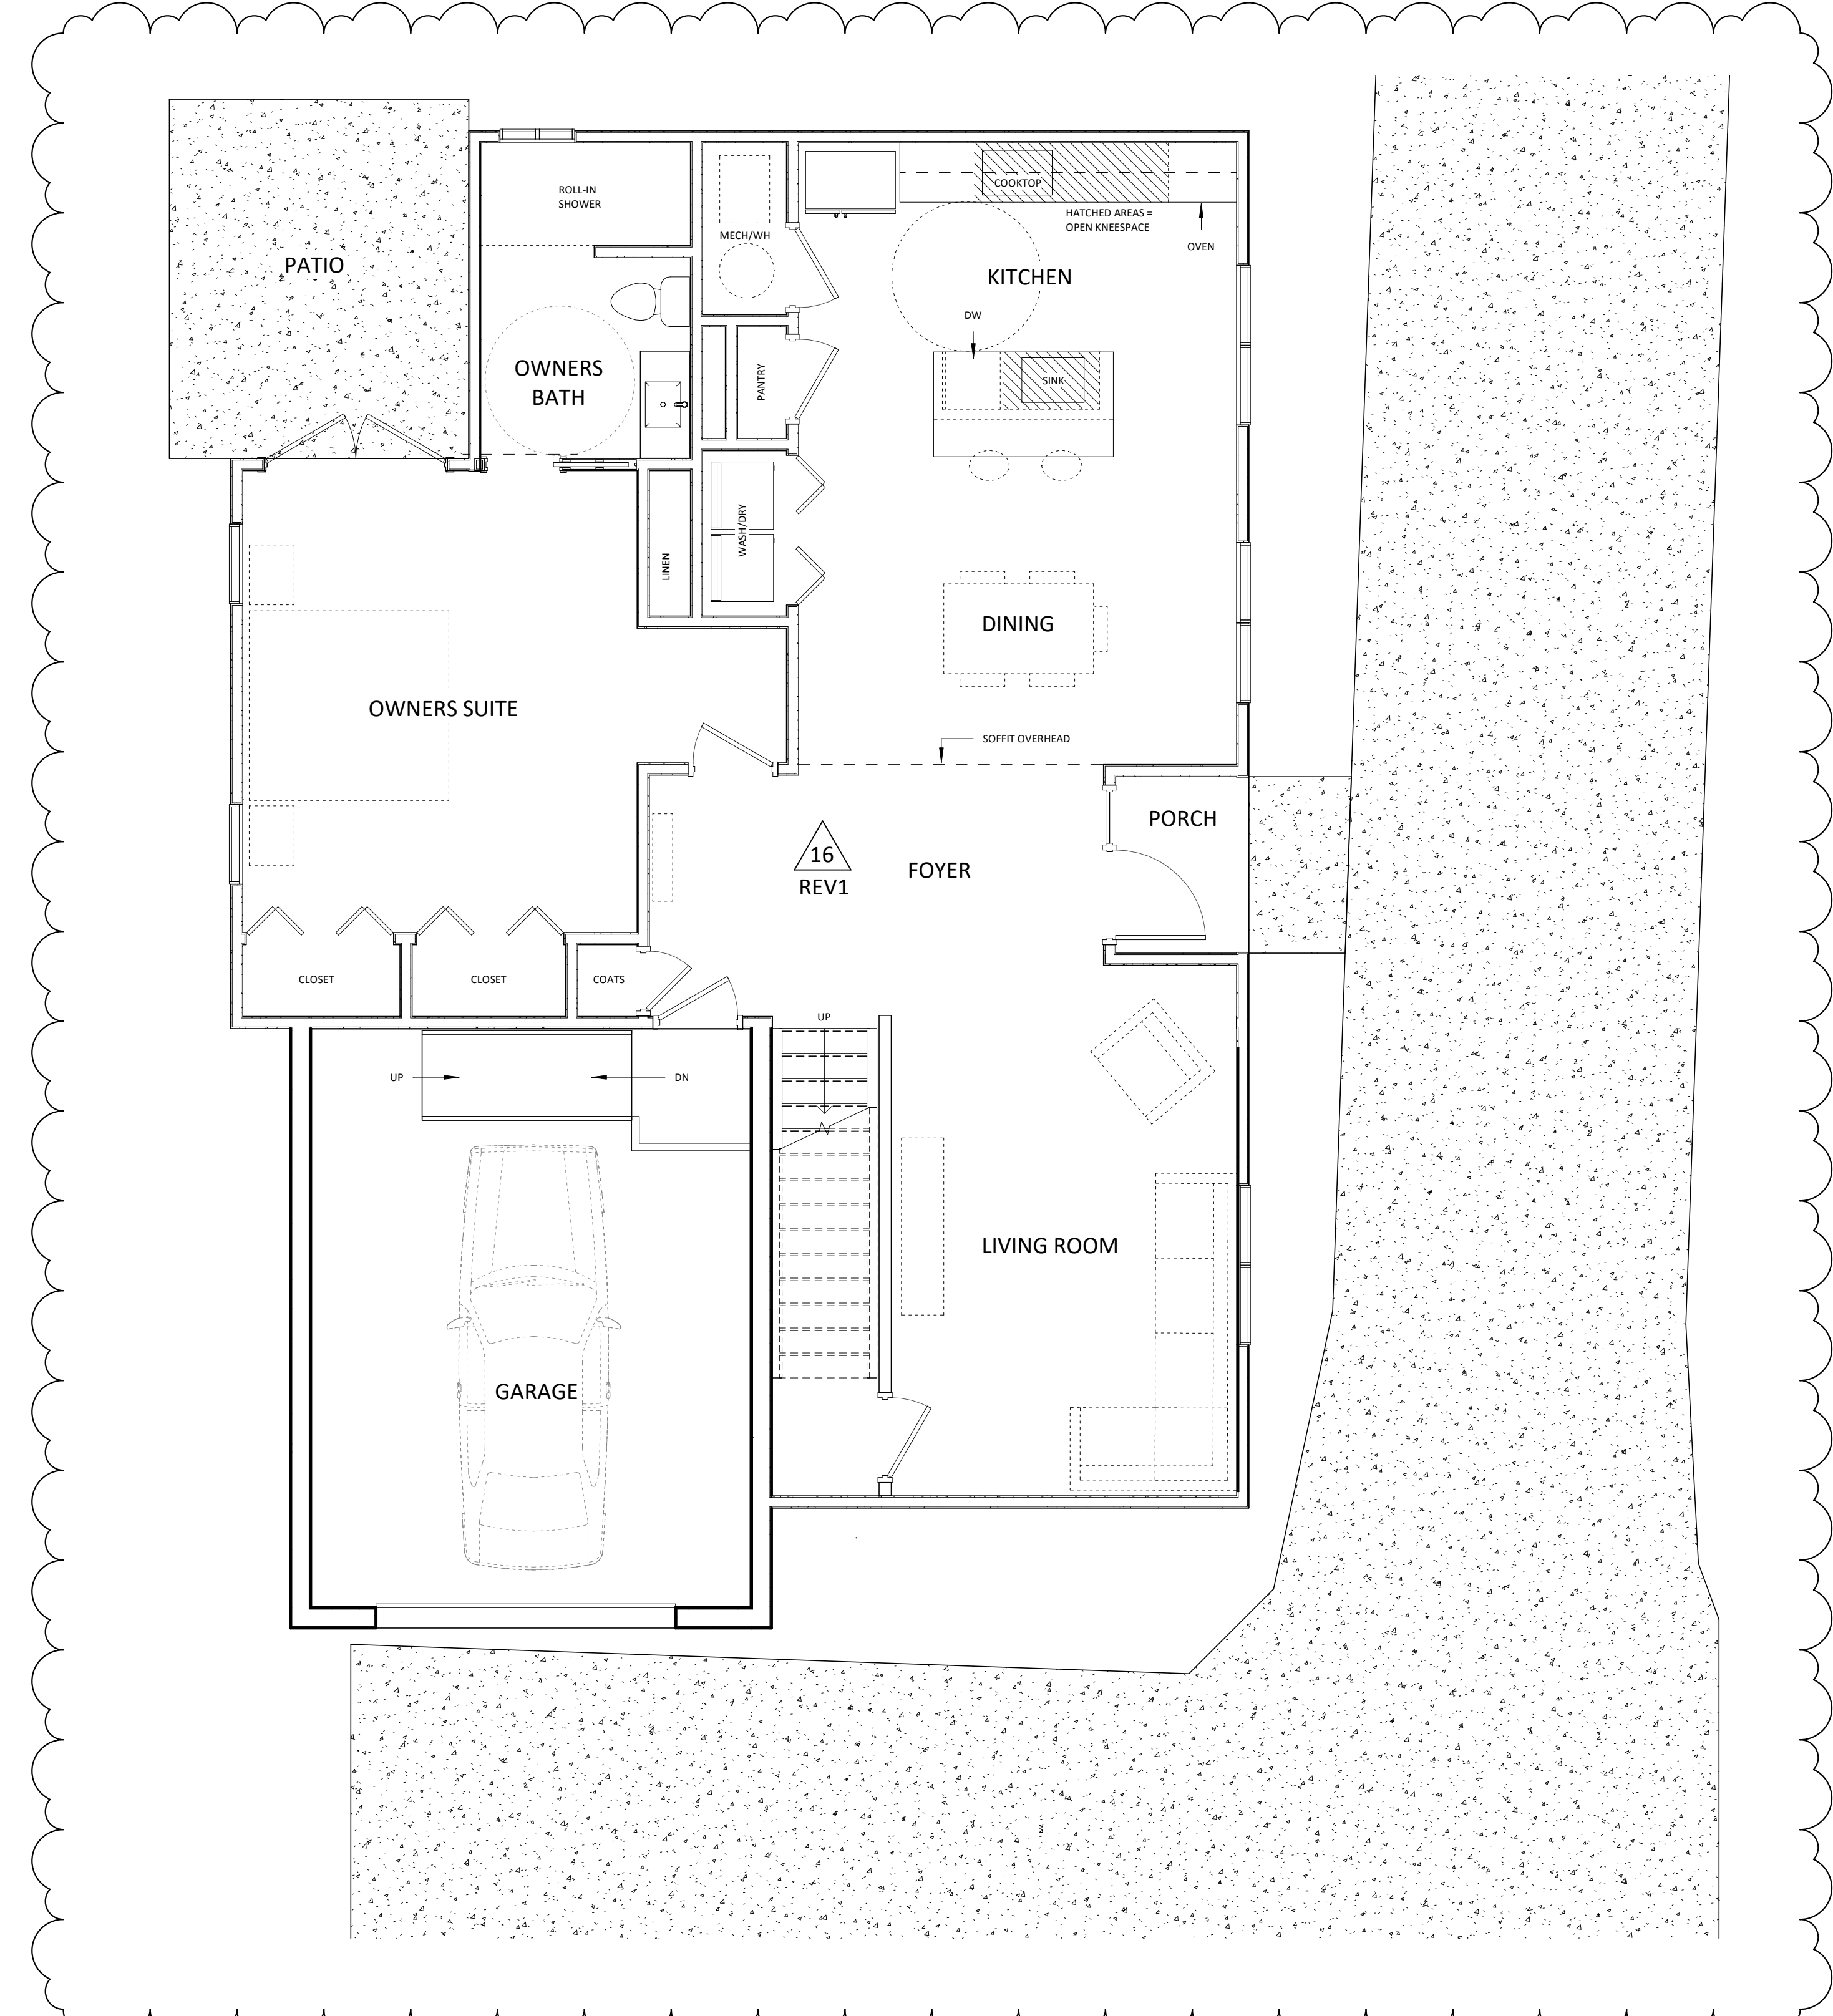 ROLL-IN
SHOWER
COOKTOP
HATCHED AREAS =
OPEN KNEESPACE
OVEN
MECH/WH
PATIO
KITCHEN
DW
OWNERS
BATH
PANTRY
SINK
WASH/DRY
LINEN
DINING
OWNERS SUITE
SOFFIT OVERHEAD
PORCH
16
REV1
FOYER
CLOSET
CLOSET
COATS
UP
UP
DN
LIVING ROOM
GARAGE